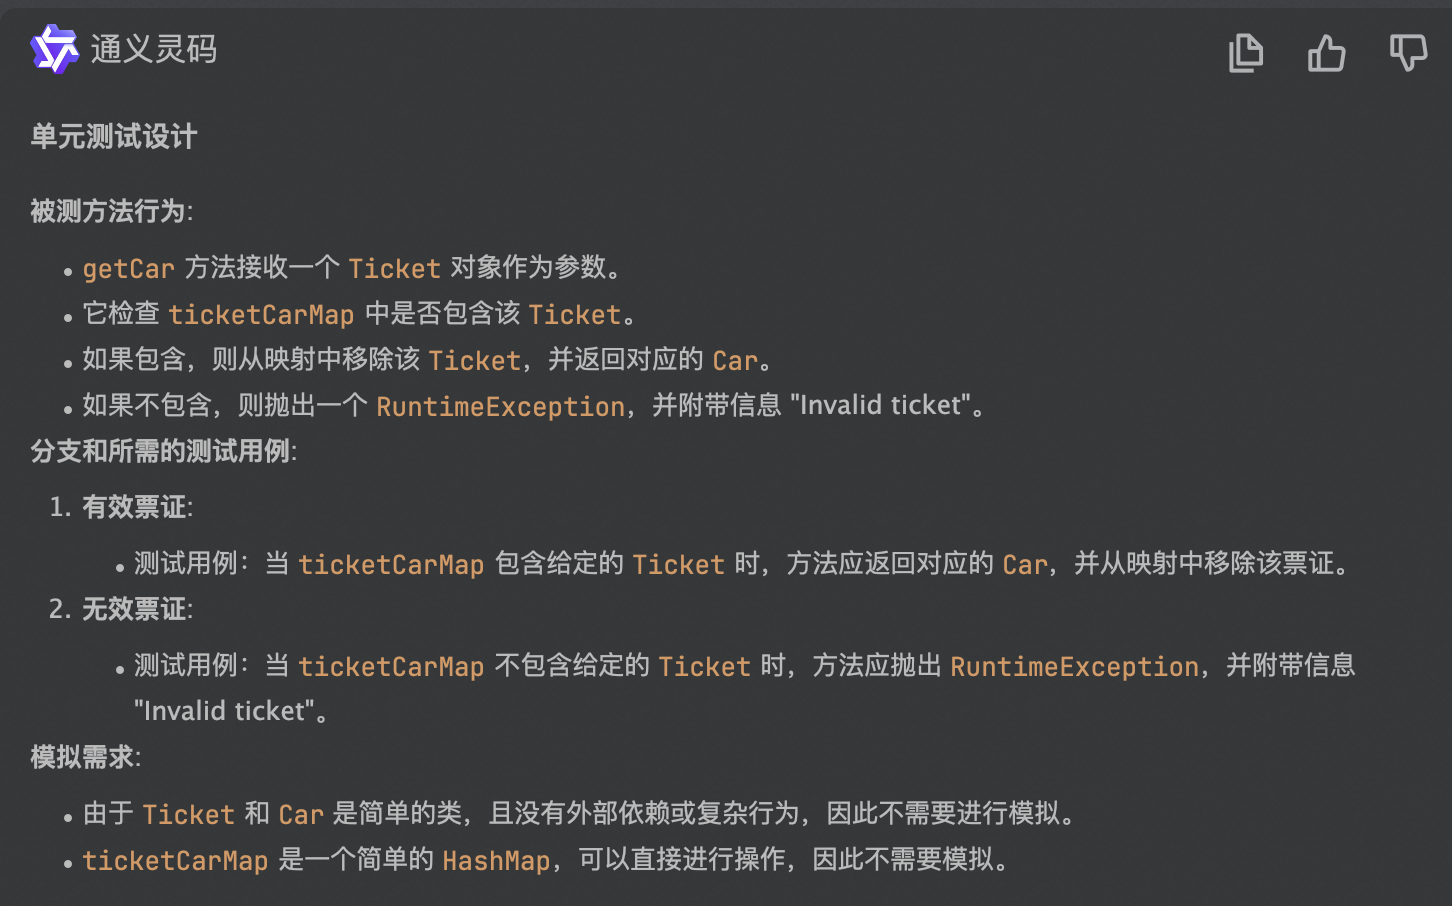 通义灵码
单元测试设计
被测方法行为:
• getCar 方法接收一个 Ticket 对象作为参数。
• 它检查 ticketCarMap 中是否包含该 Ticket。
• 如果包含，则从映射中移除该 Ticket，并返回对应的 Car。
• 如果不包含，则抛出一个 RuntimeException，并附带信息 "Invalid ticket"。
分支和所需的测试用例:
1. 有效票证:
• 测试用例：当 ticketCarMap 包含给定的 Ticket 时，方法应返回对应的 Car，并从映射中移除该票证。
2. 无效票证:
• 测试用例：当 ticketCarMap 不包含给定的 Ticket 时，方法应抛出 RuntimeException，并附带信息
"Invalid ticket"。
模拟需求:
• 由于 Ticket 和 Car 是简单的类，且没有外部依赖或复杂行为，因此不需要进行模拟。
• ticketCarMap 是一个简单的 HashMap，可以直接进行操作，因此不需要模拟。